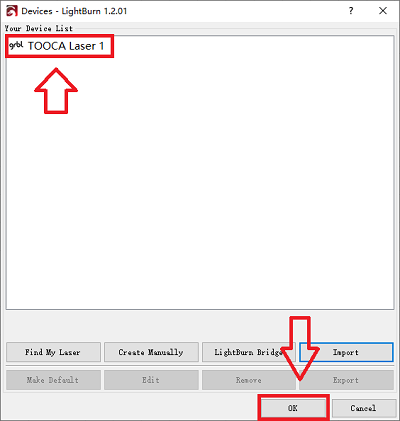 Devices - LightBurn 1.2.01
Your Device List
grbl TOOCA Laser 1
Find My Laser Create Manually LightBurn Bridge Import
Make Default Edit Remove Export
OK Cancel